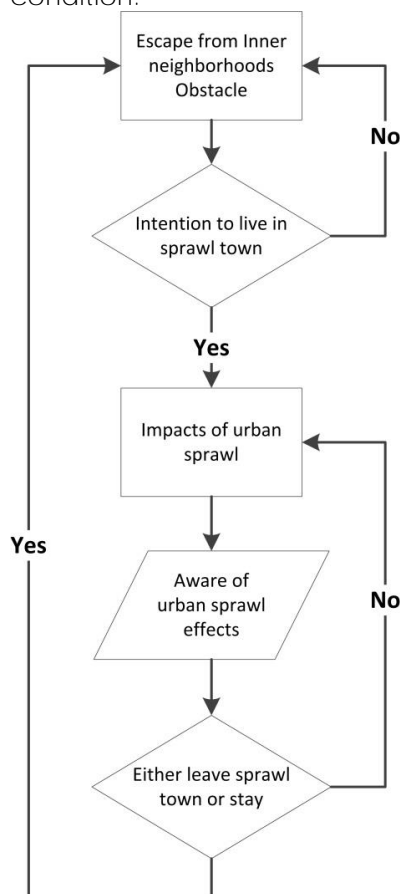 condition.
Escape from Inner
neighborhoods
Obstacle
No
Intention to live in
sprawl town
Yes
Impacts of urban
sprawl
Yes
Aware of
urban sprawl
effects
No
Either leave sprawl
town or stay